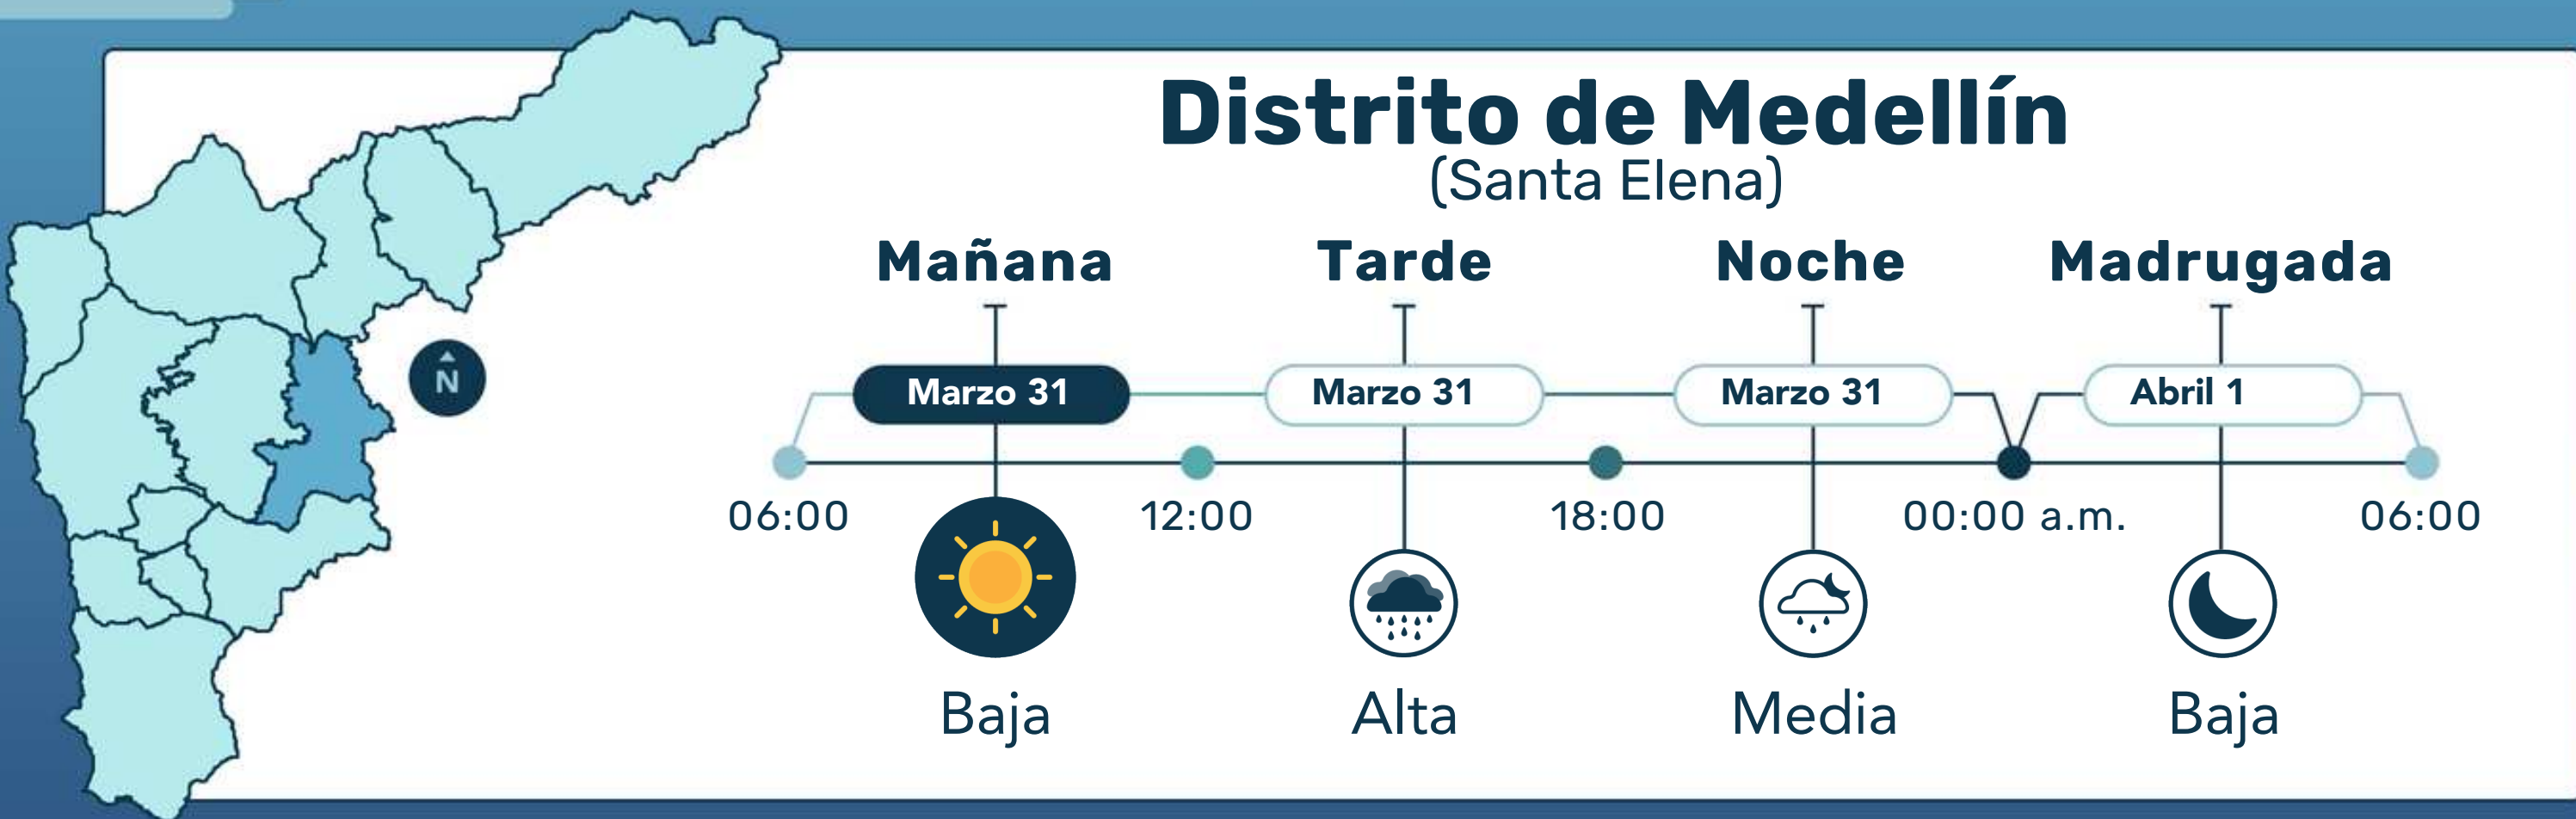 Distrito de Medellín
(Santa Elena)
Mañana Tarde Noche Madrugada
N
Marzo 31 Marzo 31 Marzo 31 Abril 1
06:00 12:00 18:00 00:00 a.m. 06:00
Baja Alta Media Baja